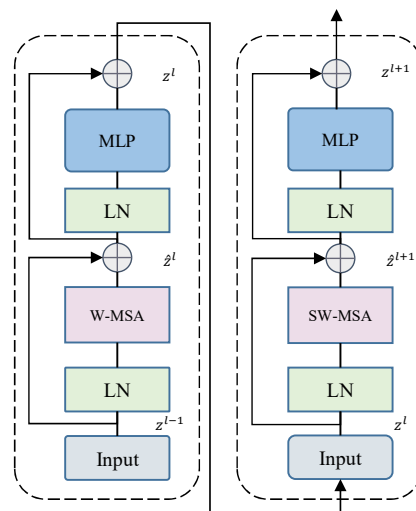 z^l
MLP
LN
ẑ^l
W-MSA
LN
z^{l−1}
Input
z^{l+1}
MLP
LN
ẑ^{l+1}
SW-MSA
LN
z^l
Input